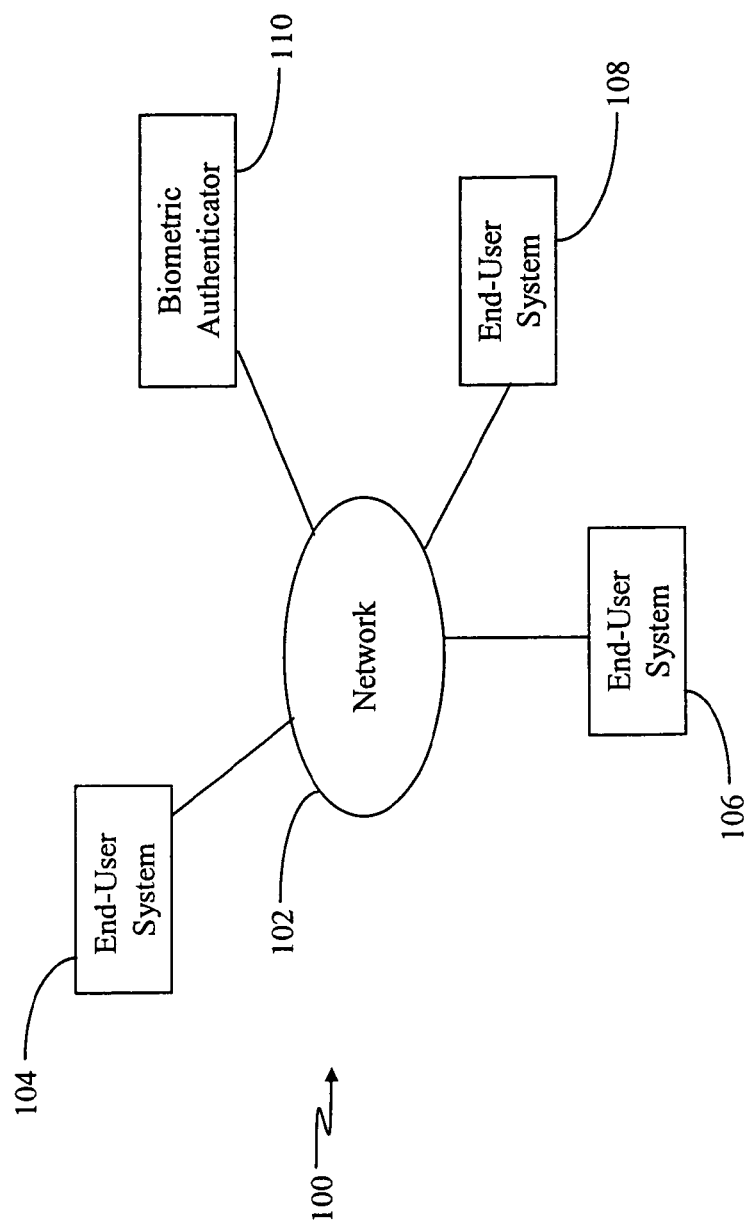 104
End-User
System
Biometric
Authenticator
110
102
Network
100
End-User
System
108
End-User
System
106